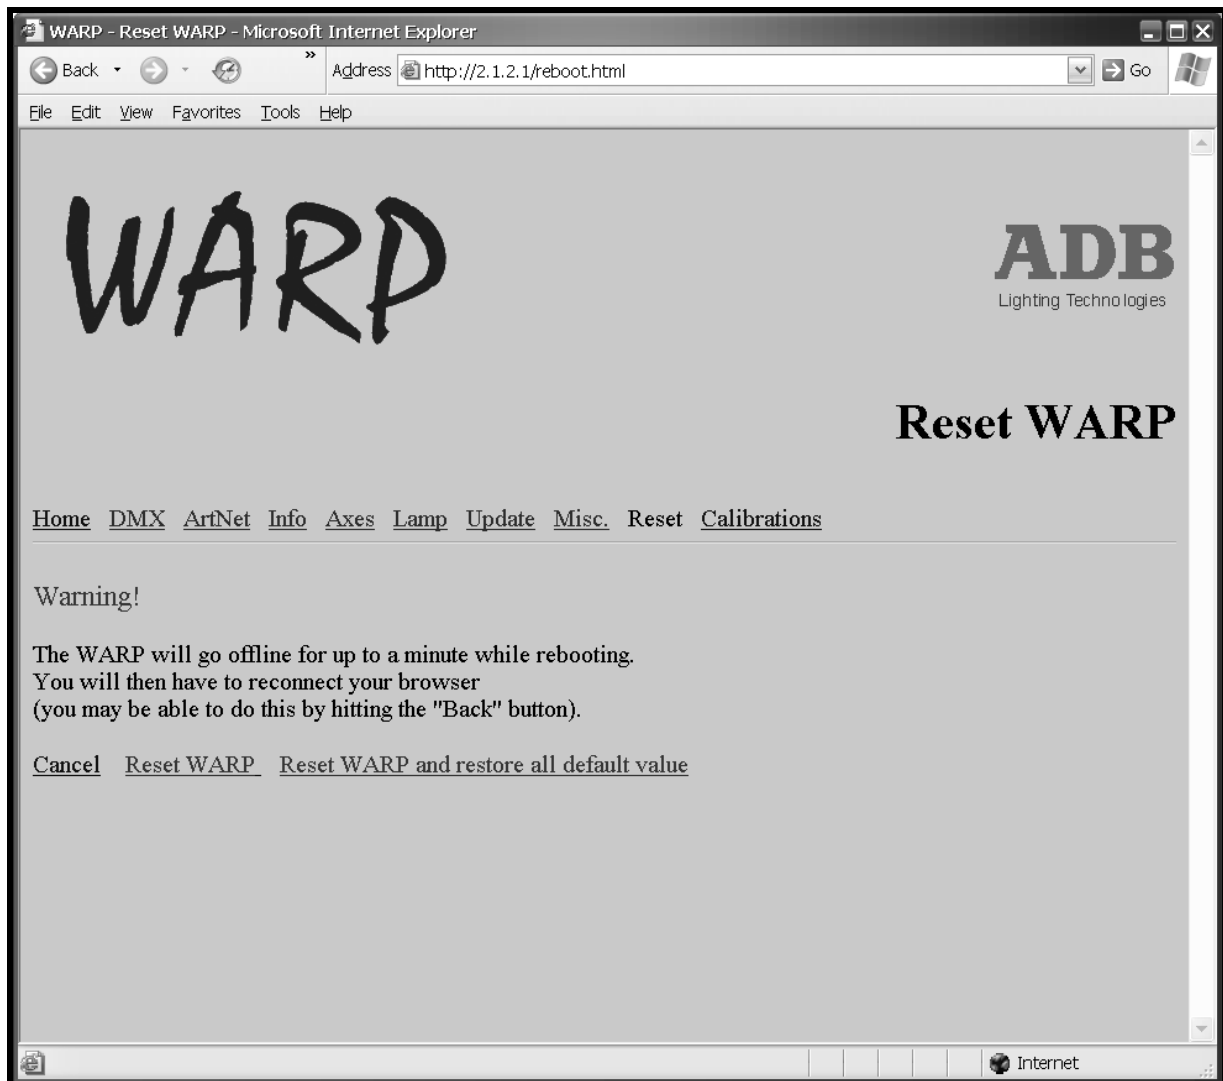 WARP - Reset WARP - Microsoft Internet Explorer
Back » Address http://2.1.2.1/reboot.html Go
File Edit View Favorites Tools Help
WARP
ADB
Lighting Technologies
Reset WARP
Home DMX ArtNet Info Axes Lamp Update Misc. Reset Calibrations
Warning!
The WARP will go offline for up to a minute while rebooting.
You will then have to reconnect your browser
(you may be able to do this by hitting the "Back" button).
Cancel Reset WARP Reset WARP and restore all default value
Internet